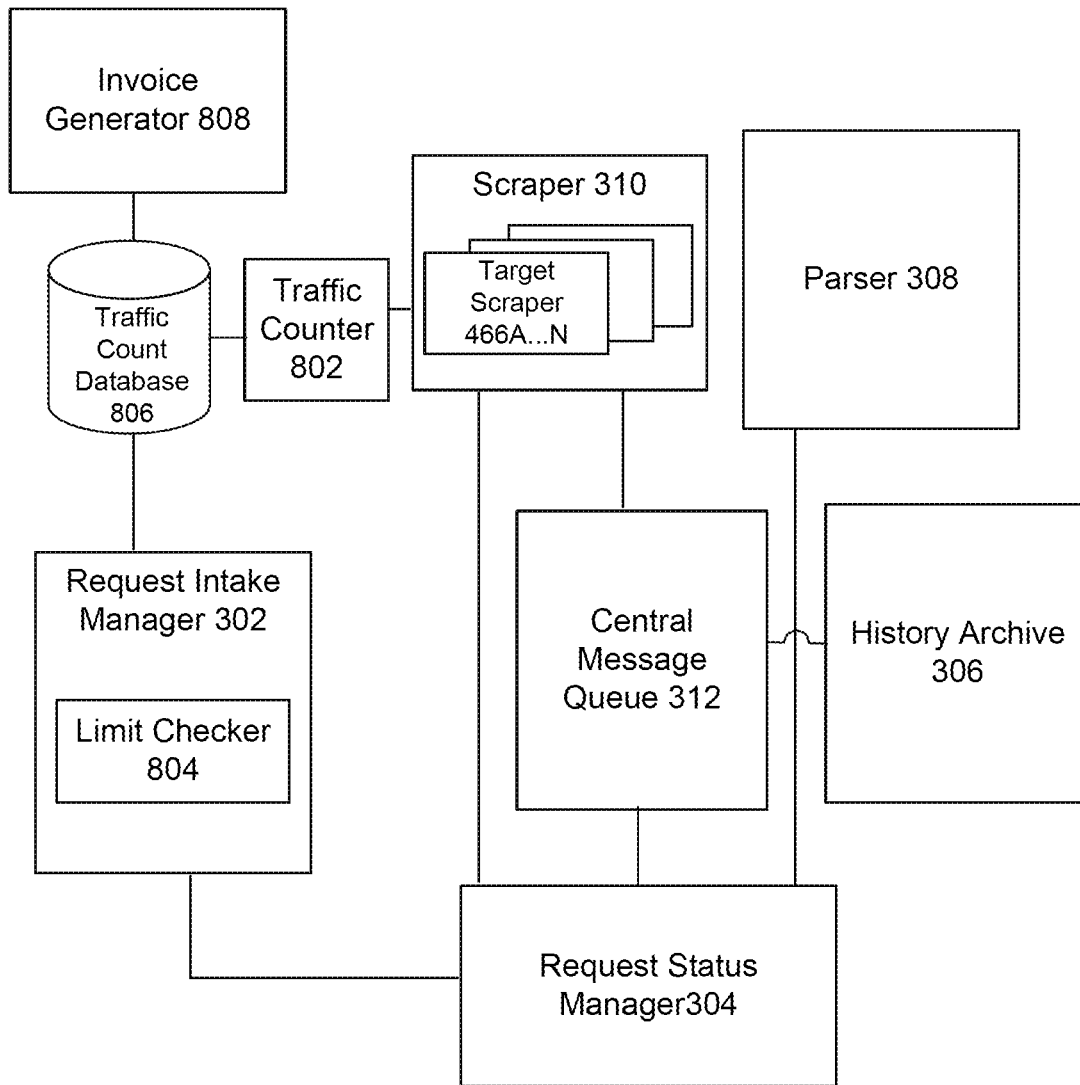 Invoice
Generator 808
Scraper 310
Target
Scraper
466A...N
Parser 308
Traffic
Counter
802
Traffic
Count
Database
806
Request Intake
Manager 302
Limit Checker
804
Central
Message
Queue 312
History Archive
306
Request Status
Manager304